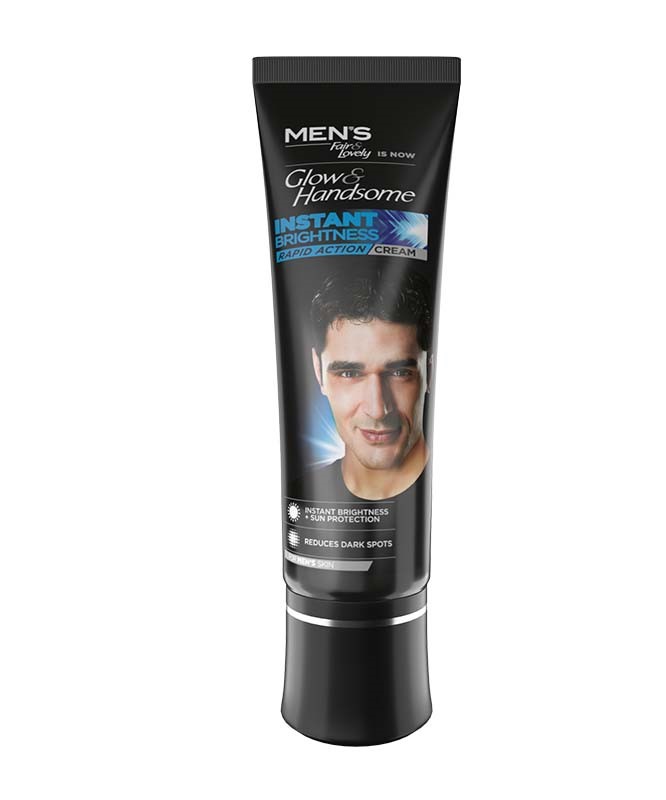 MEN'S
Fair &
Lovely IS NOW
Glow &
Handsome
INSTANT
BRIGHTNESS
RAPID ACTION CREAM
INSTANT BRIGHTNESS
+ SUN PROTECTION
REDUCES DARK SPOTS
FOR MEN'S SKIN